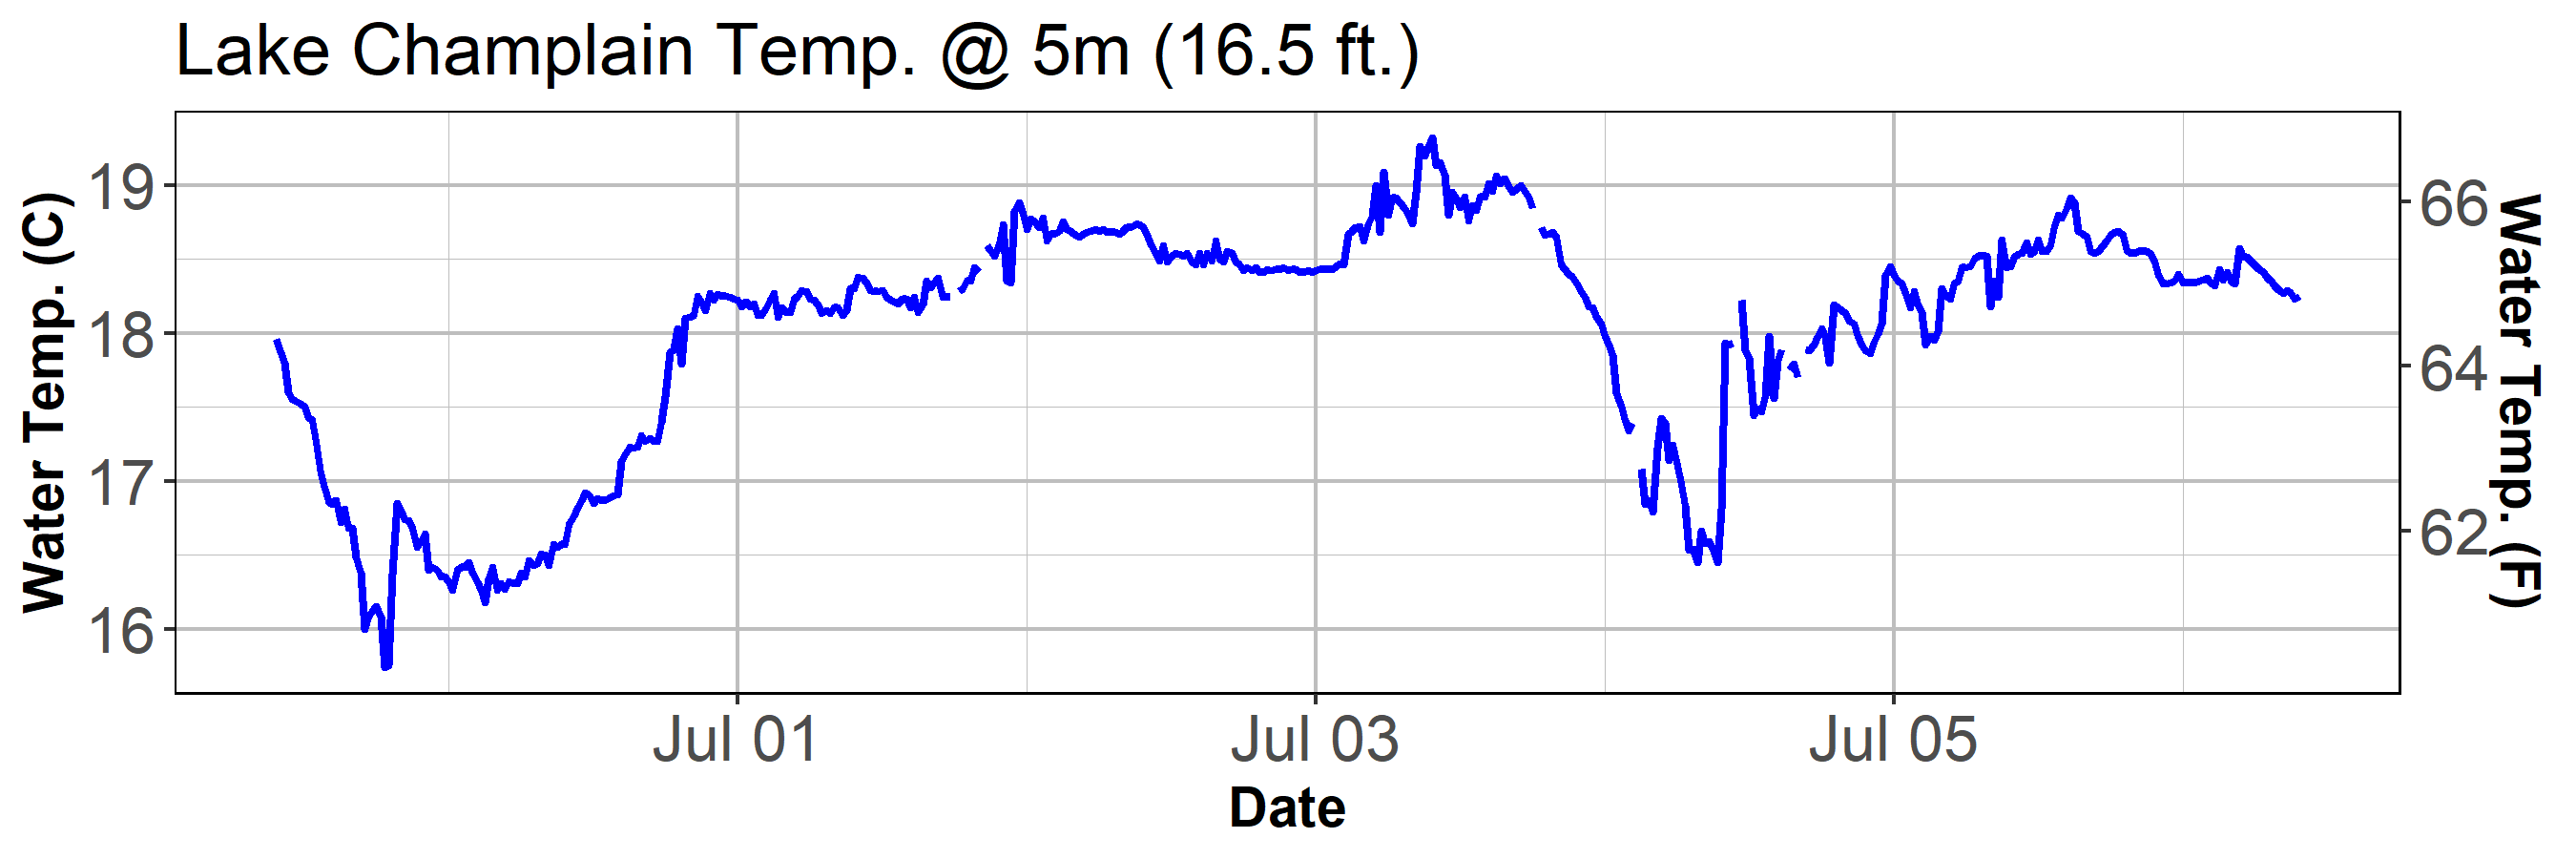 Lake Champlain Temp. @ 5m (16.5 ft.)
Water Temp. (C)
19
18
17
16
66
64
62
Water Temp. (F)
Jul 01
Jul 03
Jul 05
Date